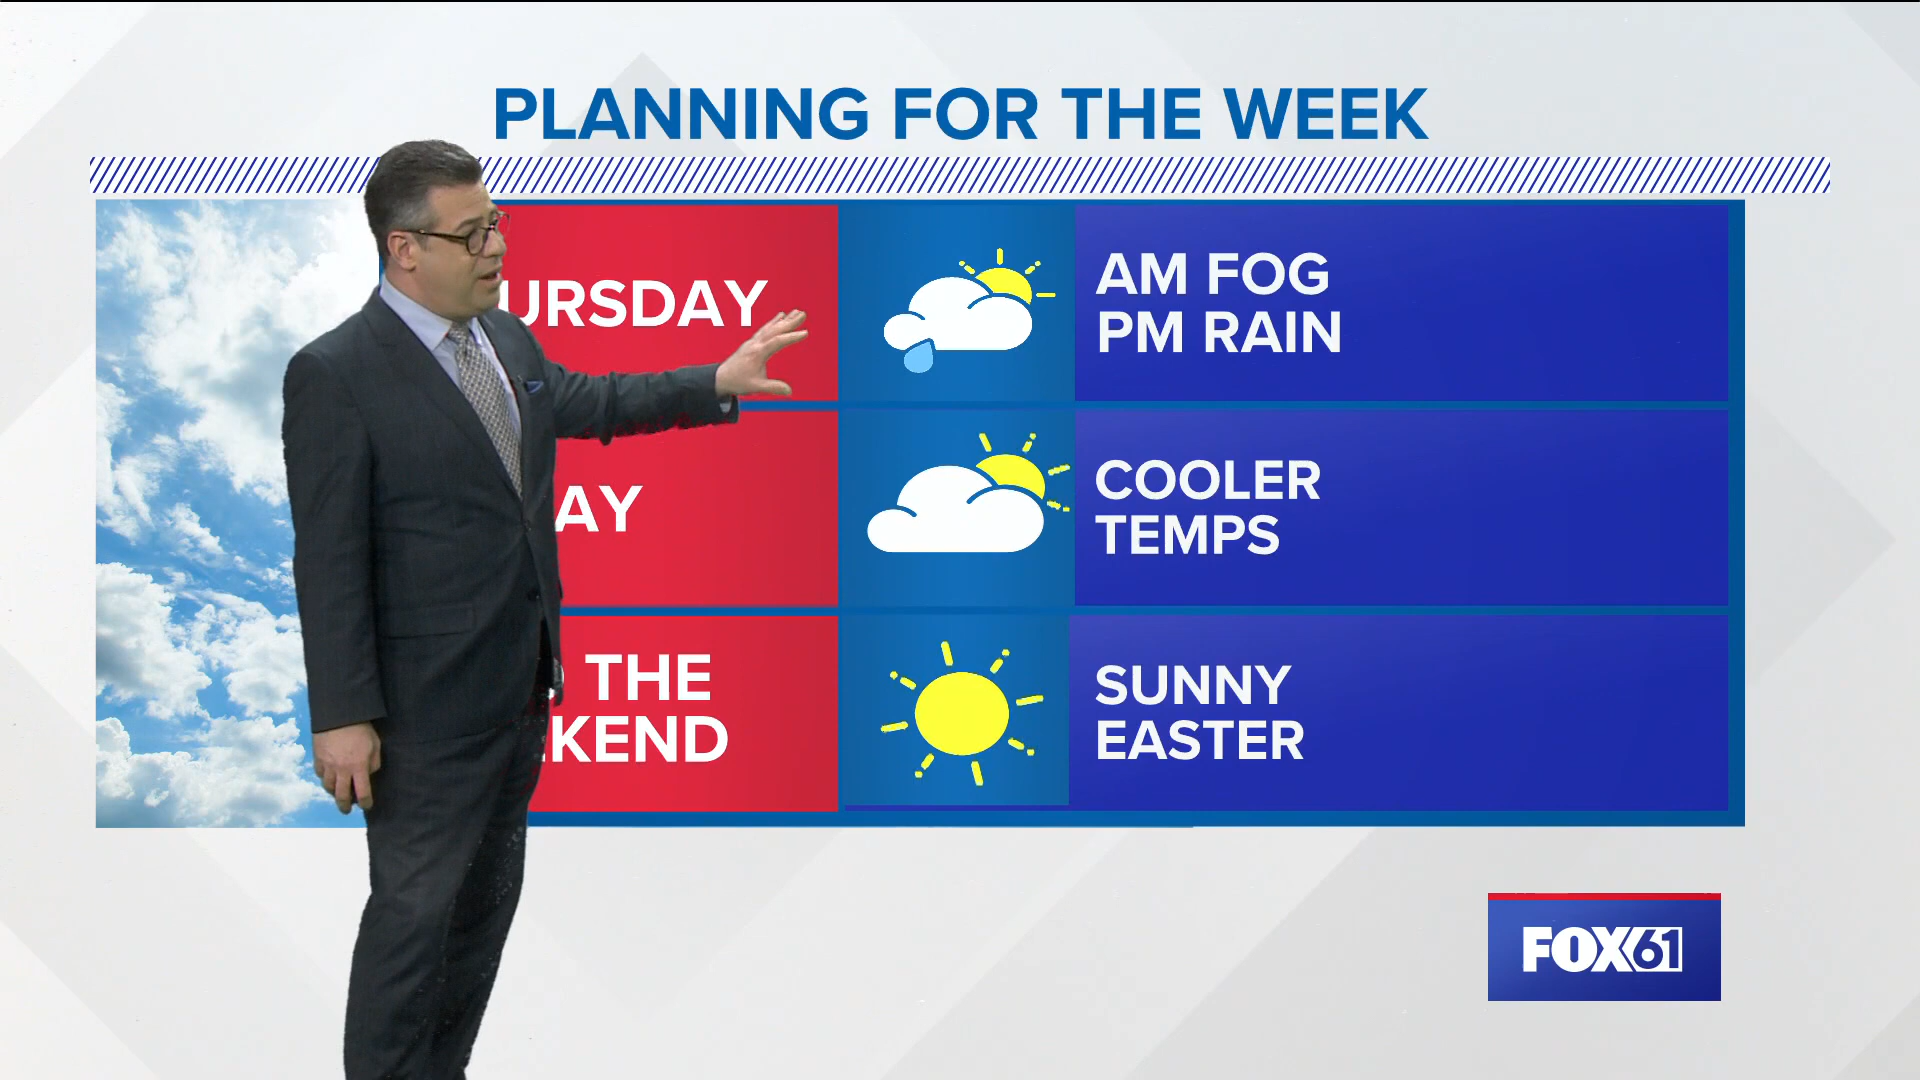 PLANNING FOR THE WEEK
URSDAY
AM FOG
PM RAIN
AY
COOLER
TEMPS
THE
KEND
SUNNY
EASTER
FOX61